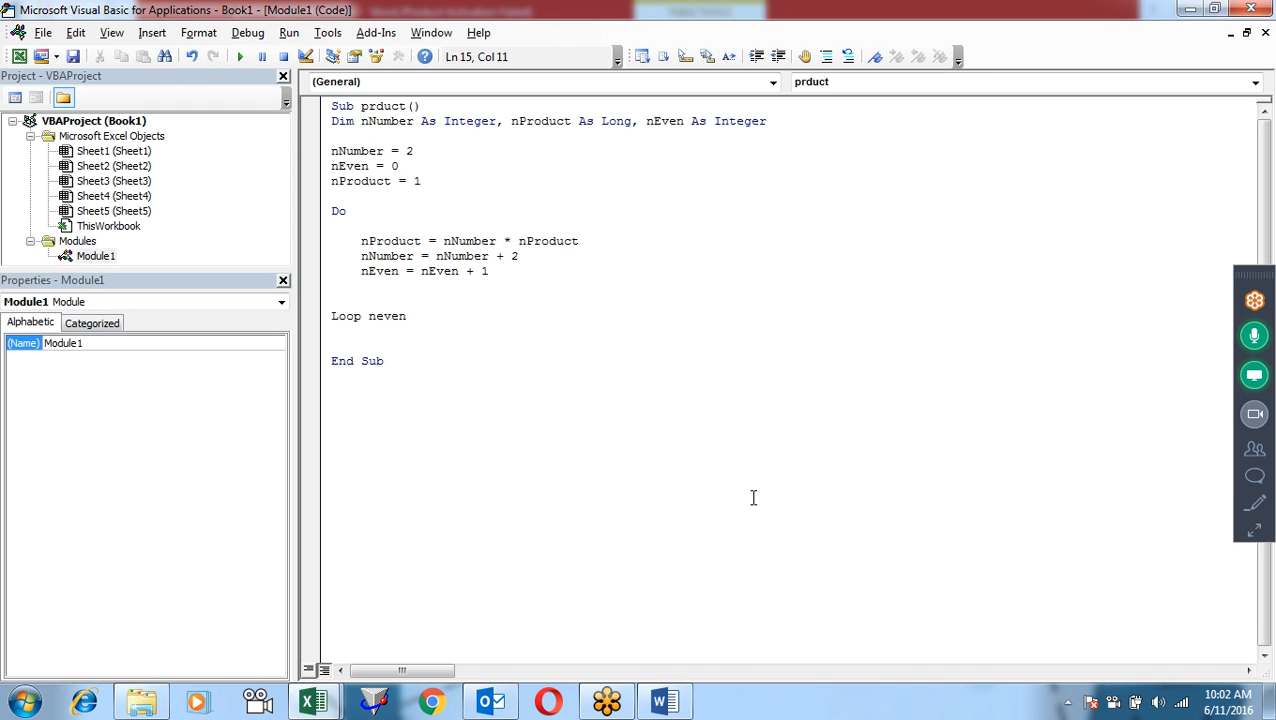 Microsoft Visual Basic for Applications - Book1 - [Module1 (Code)]
File Edit View Insert Format Debug Run Tools Add-Ins Window Help
Ln 15, Col 11
Project - VBAProject
(General)
prduct
VBAProject (Book1)
Microsoft Excel Objects
Sheet1 (Sheet1)
Sheet2 (Sheet2)
Sheet3 (Sheet3)
Sheet4 (Sheet4)
Sheet5 (Sheet5)
ThisWorkbook
Modules
Module1
Properties - Module1
Module1 Module
Alphabetic Categorized
(Name) Module1
Sub prduct()
Dim nNumber As Integer, nProduct As Long, nEven As Integer
nNumber = 2
nEven = 0
nProduct = 1
Do
nProduct = nNumber * nProduct
nNumber = nNumber + 2
nEven = nEven + 1
Loop neven
End Sub
10:02 AM
6/11/2016